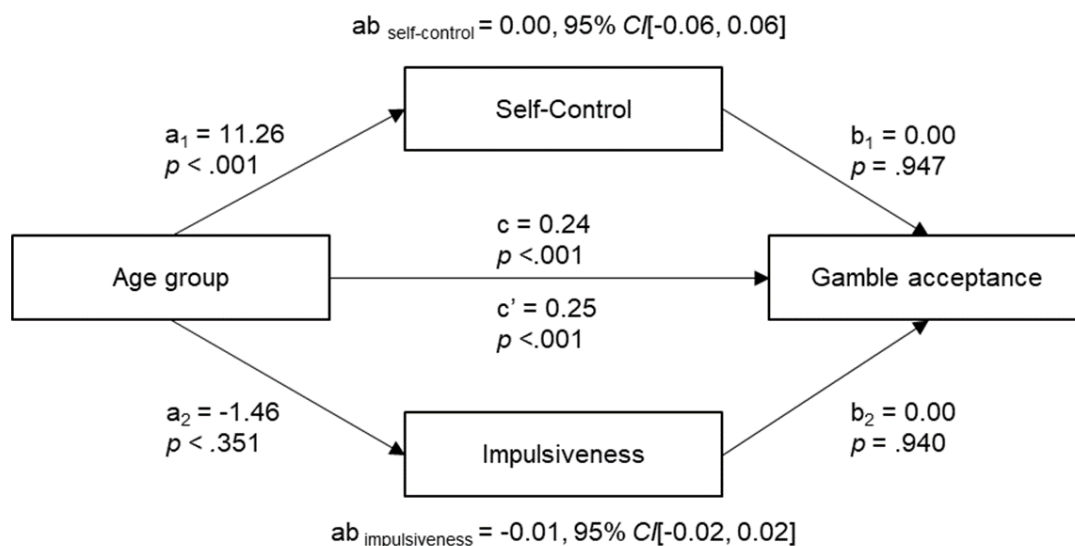 ab self-control = 0.00, 95% CI[-0.06, 0.06]
Self-Control
a₁ = 11.26
p < .001
b₁ = 0.00
p = .947
c = 0.24
p <.001
Age group
Gamble acceptance
c’ = 0.25
p <.001
a₂ = -1.46
p < .351
Impulsiveness
b₂ = 0.00
p = .940
ab impulsiveness = -0.01, 95% CI[-0.02, 0.02]